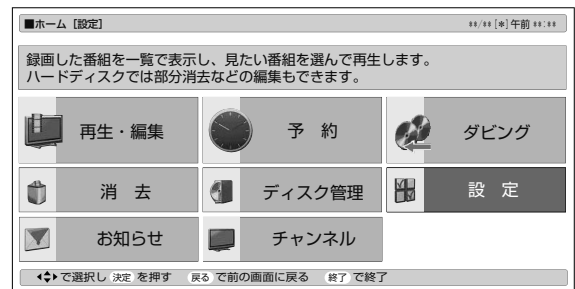 ■ホーム [設定] **/** [*] 午前 **:**
録画した番組を一覧で表示し、見たい番組を選んで再生します。
ハードディスクでは部分消去などの編集もできます。
再生・編集 予 約 ダビング
消 去 ディスク管理 設 定
お知らせ チャンネル
で選択し 決定 を押す 戻る で前の画面に戻る 終了 で終了